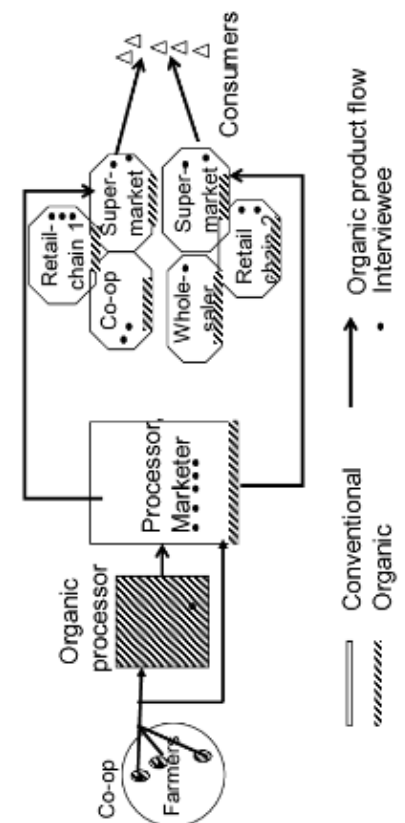 Co-op
Farmers
Organic
processor
Processor,
Marketer
Retail-
chain 1
Co-op
Super-
market
Whole-
saler
Super-
market
Retail
chain 2
Consumers
Conventional
Organic
Organic product flow
Interviewee